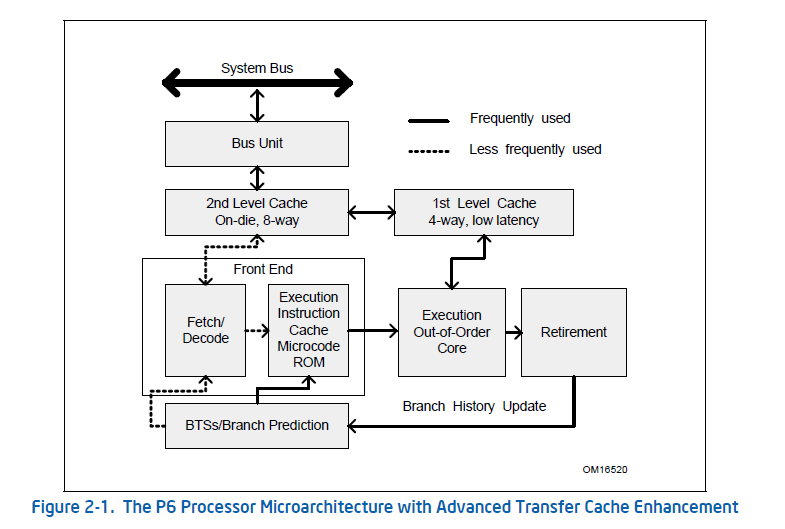 System Bus
Frequently used
Bus Unit
Less frequently used
2nd Level Cache
On-die, 8-way
1st Level Cache
4-way, low latency
Front End
Fetch/
Decode
Execution
Instruction
Cache
Microcode
ROM
Execution
Out-of-Order
Core
Retirement
BTSs/Branch Prediction
Branch History Update
OM16520
Figure 2-1. The P6 Processor Microarchitecture with Advanced Transfer Cache Enhancement